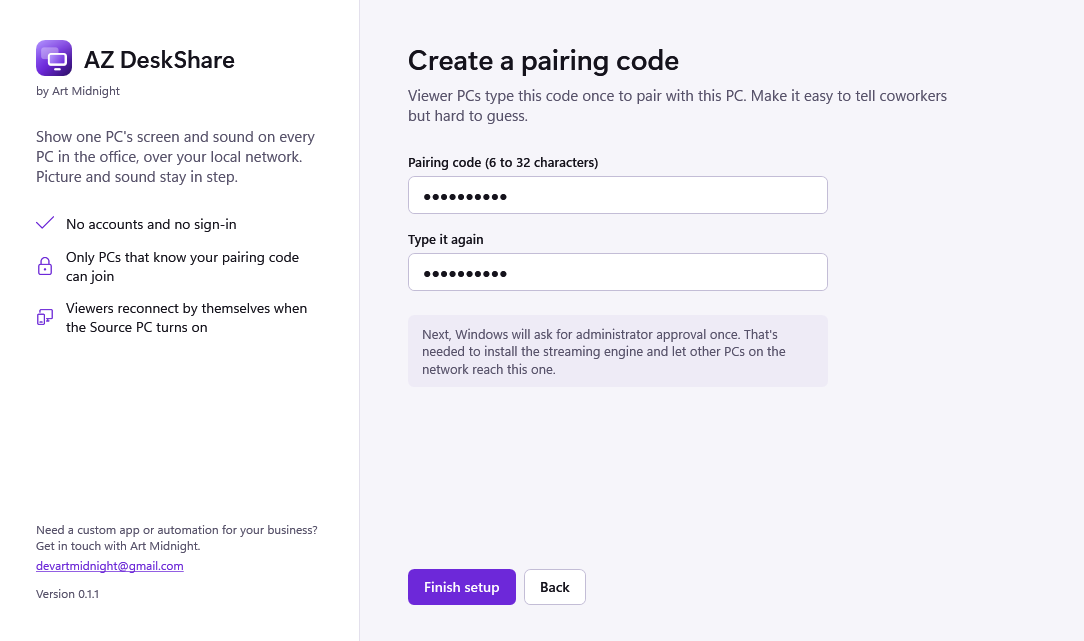 AZ DeskShare
by Art Midnight
Show one PC's screen and sound on every
PC in the office, over your local network.
Picture and sound stay in step.
No accounts and no sign-in
Only PCs that know your pairing code
can join
Viewers reconnect by themselves when
the Source PC turns on
Need a custom app or automation for your business?
Get in touch with Art Midnight.
devartmidnight@gmail.com
Version 0.1.1
Create a pairing code
Viewer PCs type this code once to pair with this PC. Make it easy to tell coworkers
but hard to guess.
Pairing code (6 to 32 characters)
●●●●●●●●●●
Type it again
●●●●●●●●●●
Next, Windows will ask for administrator approval once. That's
needed to install the streaming engine and let other PCs on the
network reach this one.
Finish setup
Back